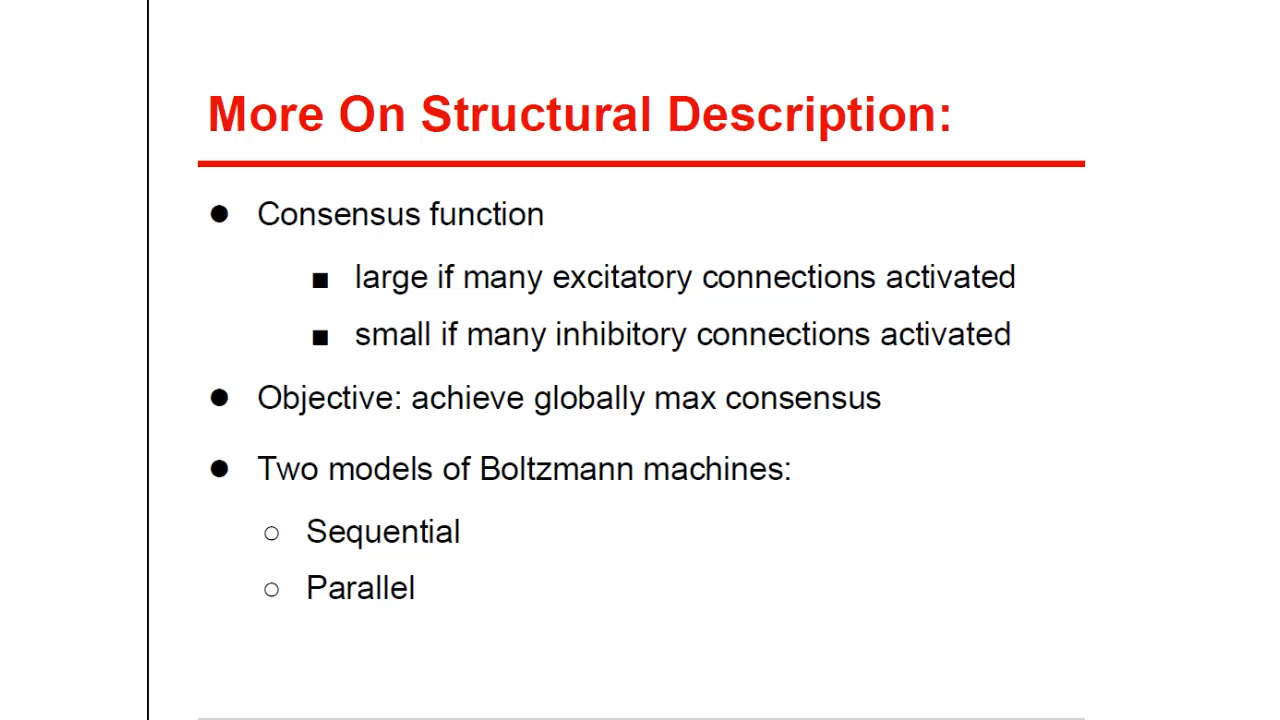 More On Structural Description:
● Consensus function
■ large if many excitatory connections activated
■ small if many inhibitory connections activated
● Objective: achieve globally max consensus
● Two models of Boltzmann machines:
○ Sequential
○ Parallel